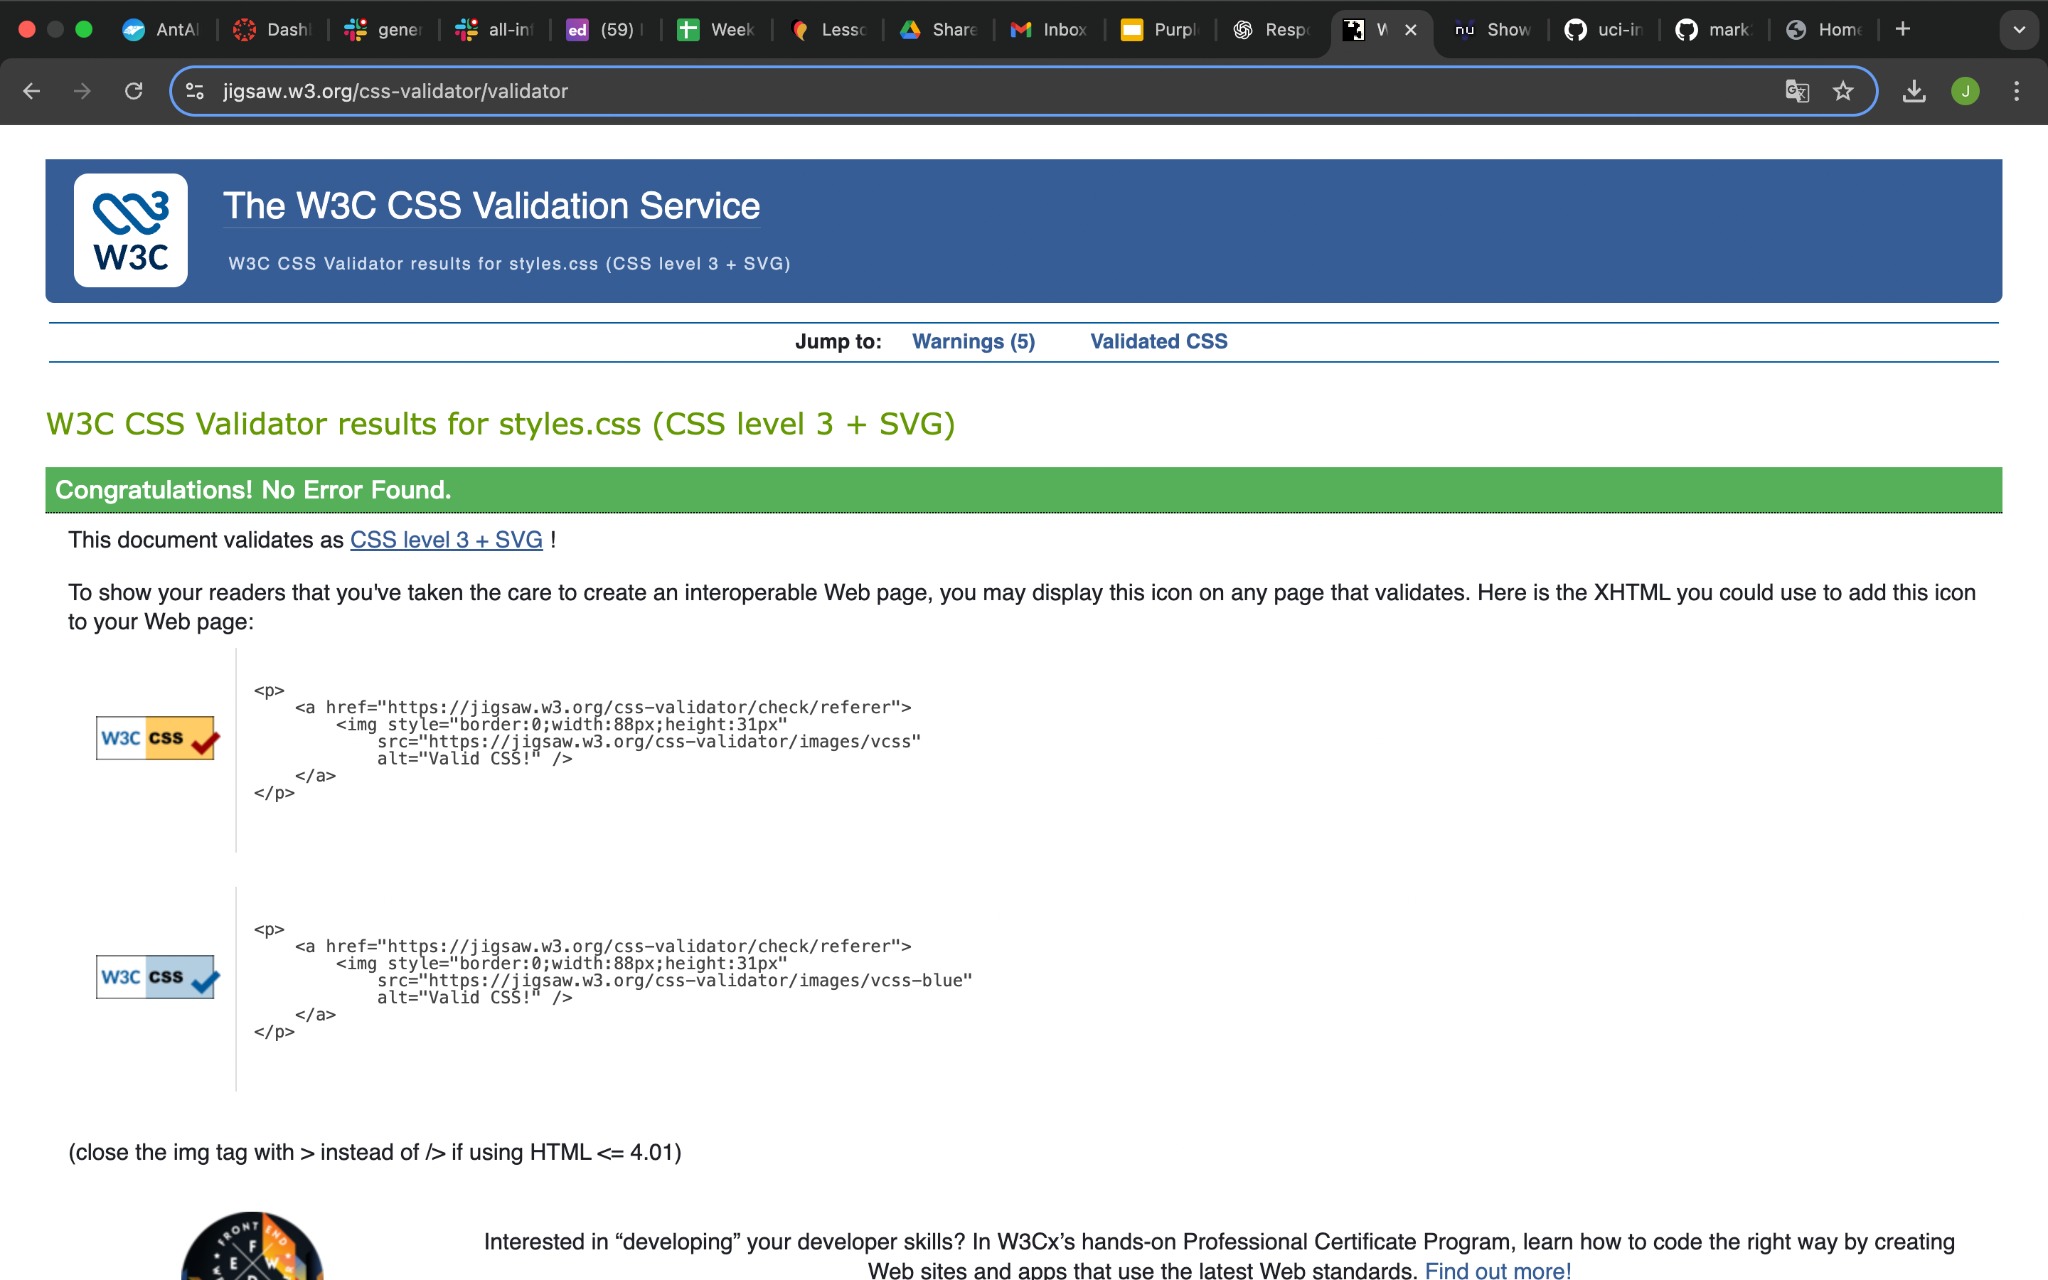 AntAl Dash gener all-in ed (59) Week Lesso Share Inbox Purpl Resp W Show uci-in mark Home
jigsaw.w3.org/css-validator/validator
J
W3C
The W3C CSS Validation Service
W3C CSS Validator results for styles.css (CSS level 3 + SVG)
Jump to: Warnings (5) Validated CSS
W3C CSS Validator results for styles.css (CSS level 3 + SVG)
Congratulations! No Error Found.
This document validates as CSS level 3 + SVG !
To show your readers that you've taken the care to create an interoperable Web page, you may display this icon on any page that validates. Here is the XHTML you could use to add this icon
to your Web page:
W3C css
<p>
<a href="https://jigsaw.w3.org/css-validator/check/referer">
<img style="border:0;width:88px;height:31px"
src="https://jigsaw.w3.org/css-validator/images/vcss"
alt="Valid CSS!" />
</a>
</p>
W3C css
<p>
<a href="https://jigsaw.w3.org/css-validator/check/referer">
<img style="border:0;width:88px;height:31px"
src="https://jigsaw.w3.org/css-validator/images/vcss-blue"
alt="Valid CSS!" />
</a>
</p>
(close the img tag with > instead of /> if using HTML <= 4.01)
FRONT END
Interested in “developing” your developer skills? In W3Cx’s hands-on Professional Certificate Program, learn how to code the right way by creating
Web sites and apps that use the latest Web standards. Find out more!